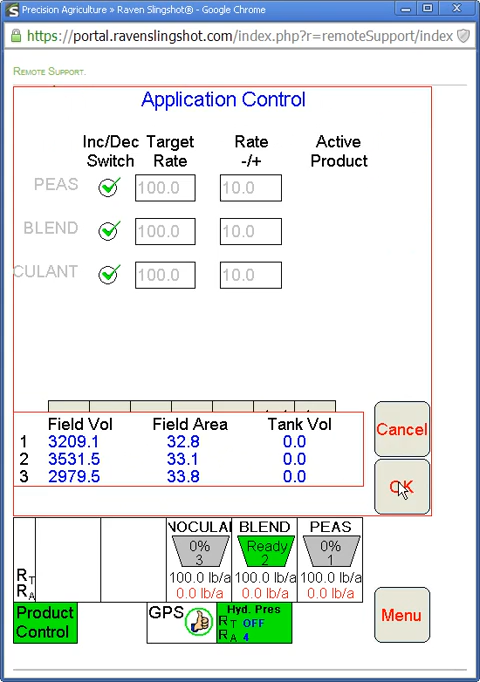 Precision Agriculture » Raven Slingshot® - Google Chrome
https://portal.ravenslingshot.com/index.php?r=remoteSupport/index
Remote Support.
Application Control
Inc/Dec Target Rate Active
Switch Rate -/+ Product
PEAS 100.0 10.0
BLEND 100.0 10.0
CULANT 100.0 10.0
Field Vol Field Area Tank Vol
1 3209.1 32.8 0.0
2 3531.5 33.1 0.0
3 2979.5 33.8 0.0
Cancel
OK
NOCULA BLEND PEAS
0% Ready 0%
3 2 1
RT 100.0 lb/a 100.0 lb/a 100.0 lb/a
RA 0.0 lb/a 0.0 lb/a 0.0 lb/a
Product
Control
GPS
Hyd. Pres
RT OFF
RA 4
Menu